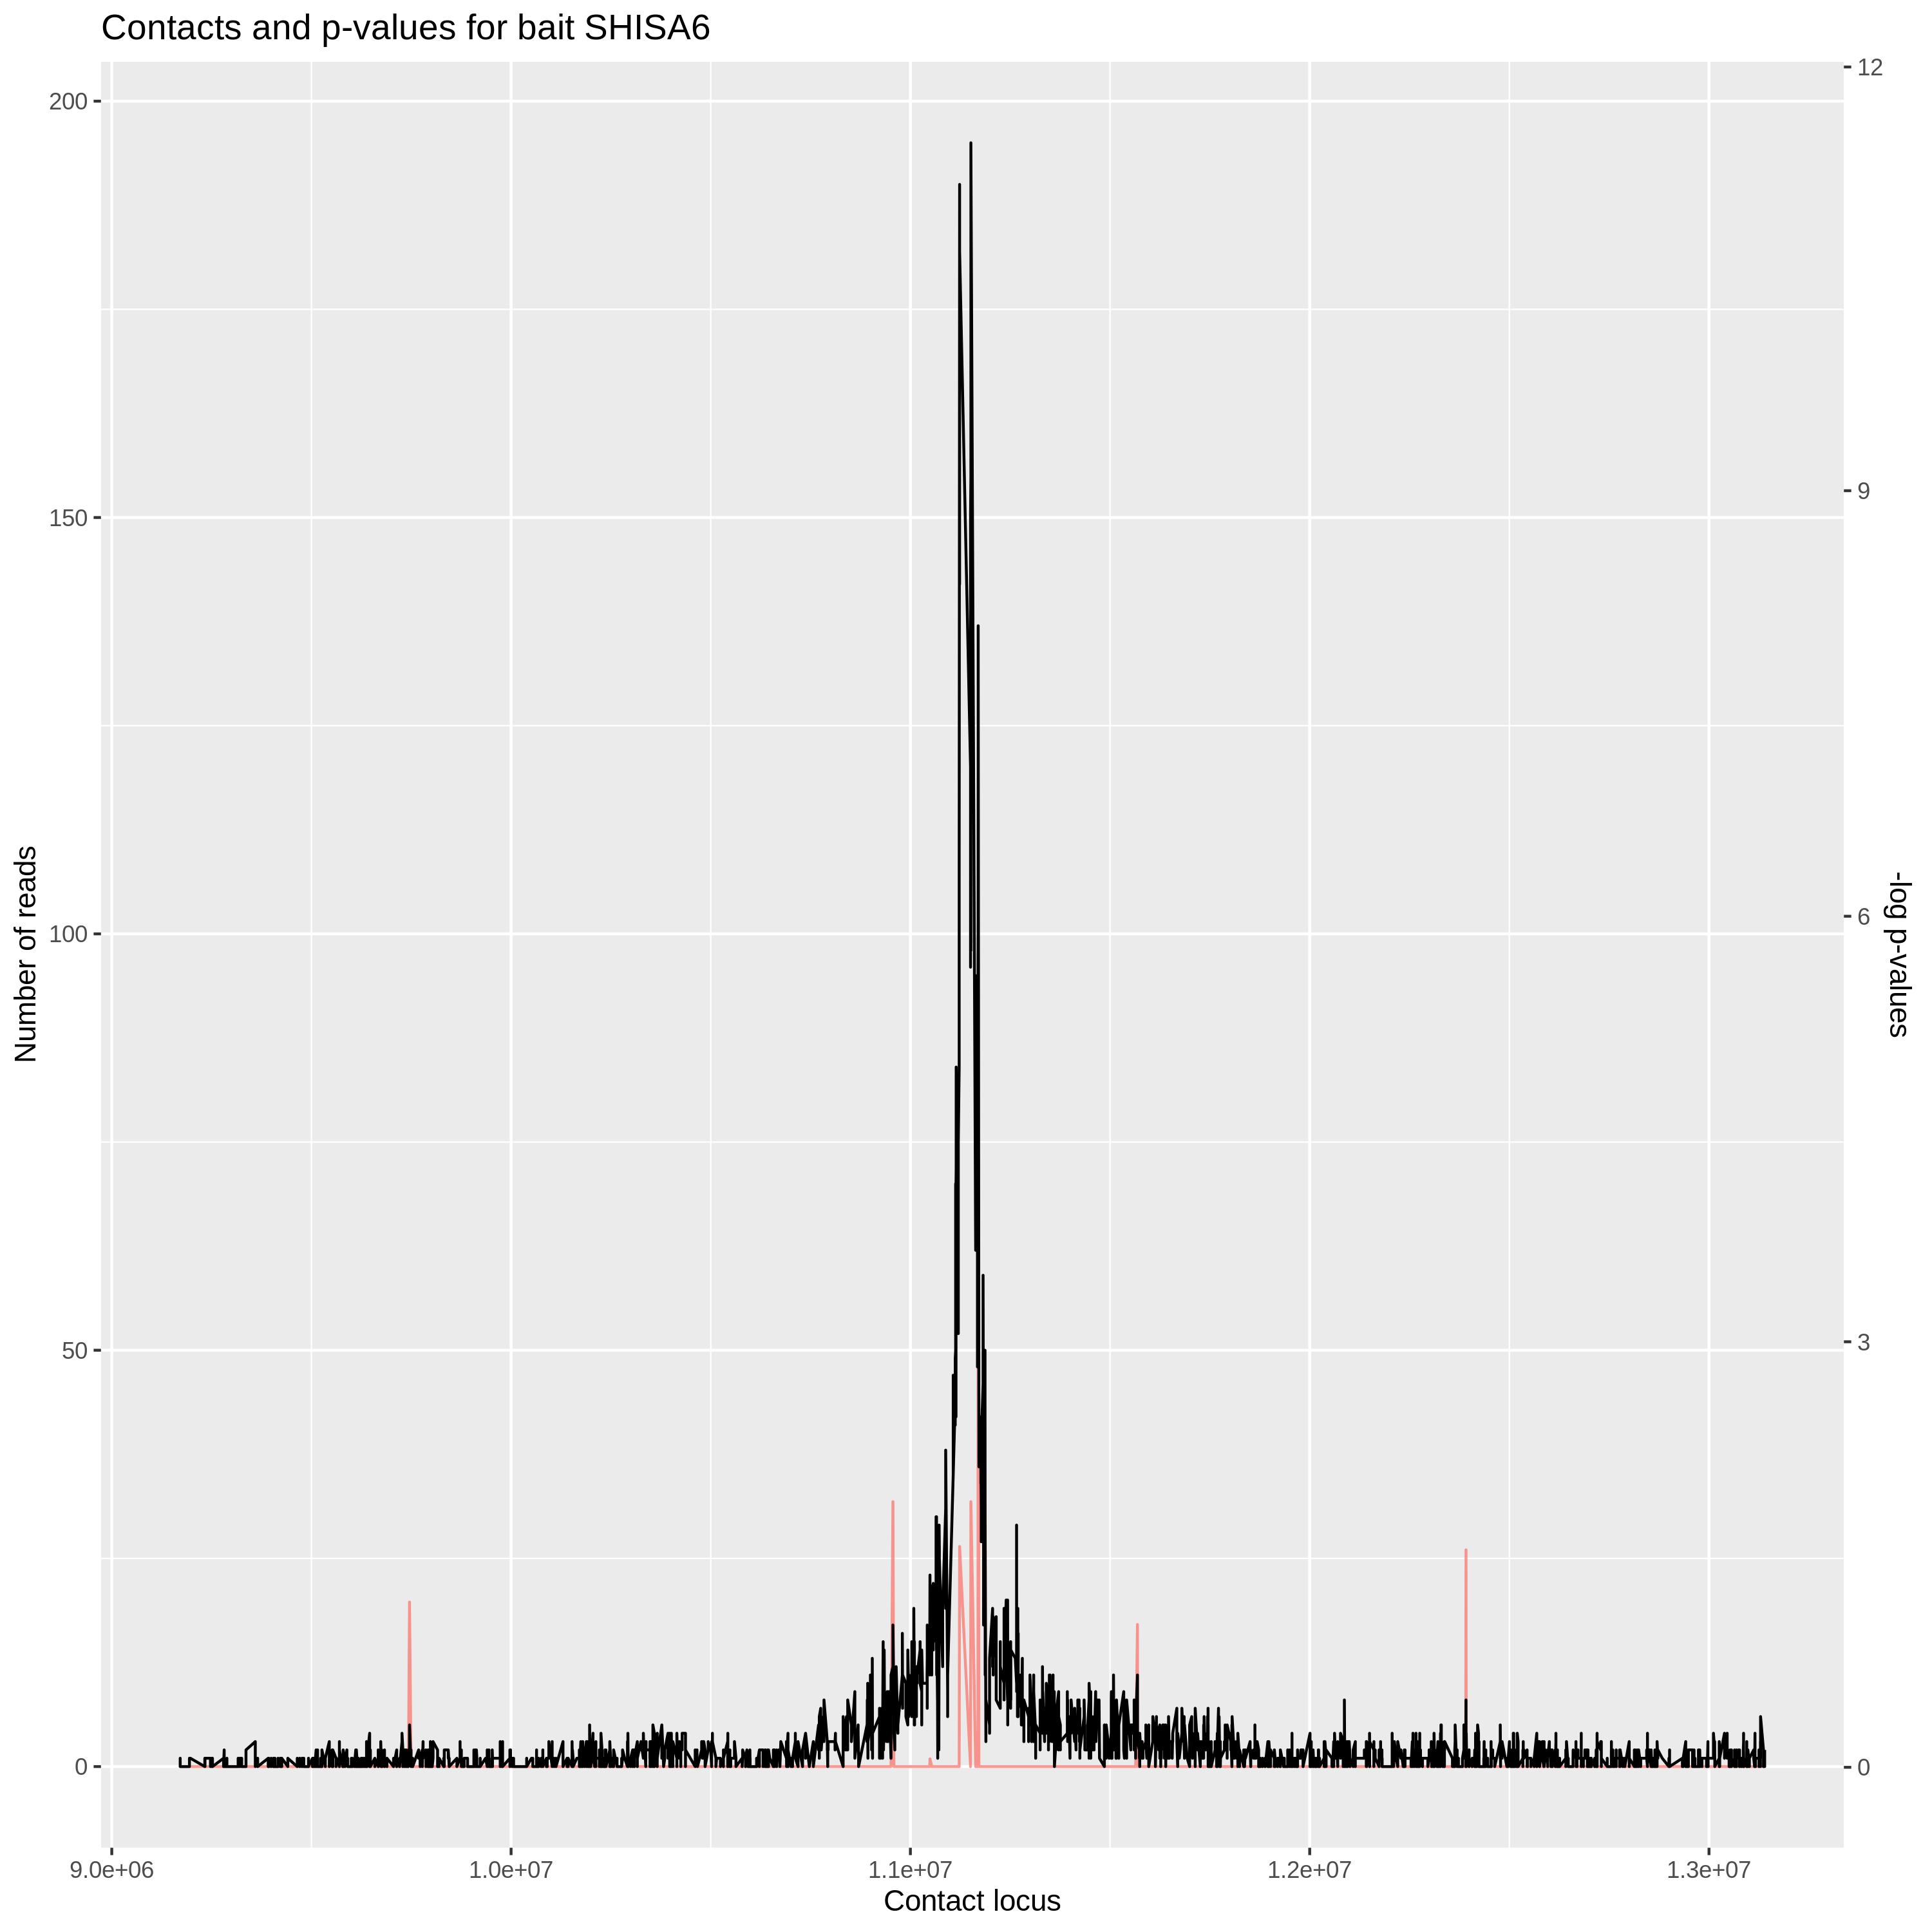 Contacts and p-values for bait SHISA6
200
150
100
50
0
Number of reads
12
9
6
3
0
-log p-values
9.0e+06 1.0e+07 1.1e+07 1.2e+07 1.3e+07
Contact locus